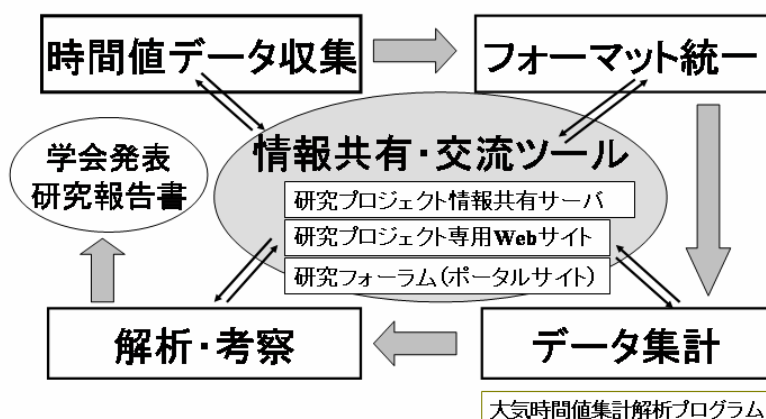 時間値データ収集
フォーマット統一
学会発表
研究報告書
情報共有・交流ツール
研究プロジェクト情報共有サーバ
研究プロジェクト専用Webサイト
研究フォーラム(ポータルサイト)
解析・考察
データ集計
大気時間値集計解析プログラム